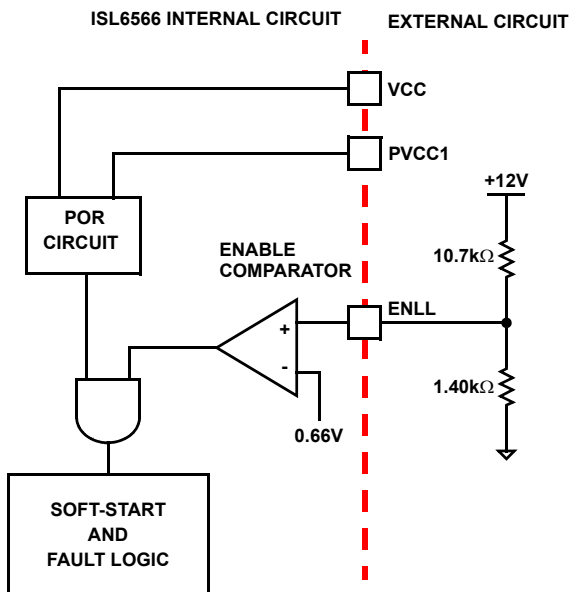 ISL6566 INTERNAL CIRCUIT
EXTERNAL CIRCUIT
VCC
PVCC1
+12V
POR
CIRCUIT
10.7kΩ
ENABLE
COMPARATOR
ENLL
+
-
1.40kΩ
0.66V
SOFT-START
AND
FAULT LOGIC